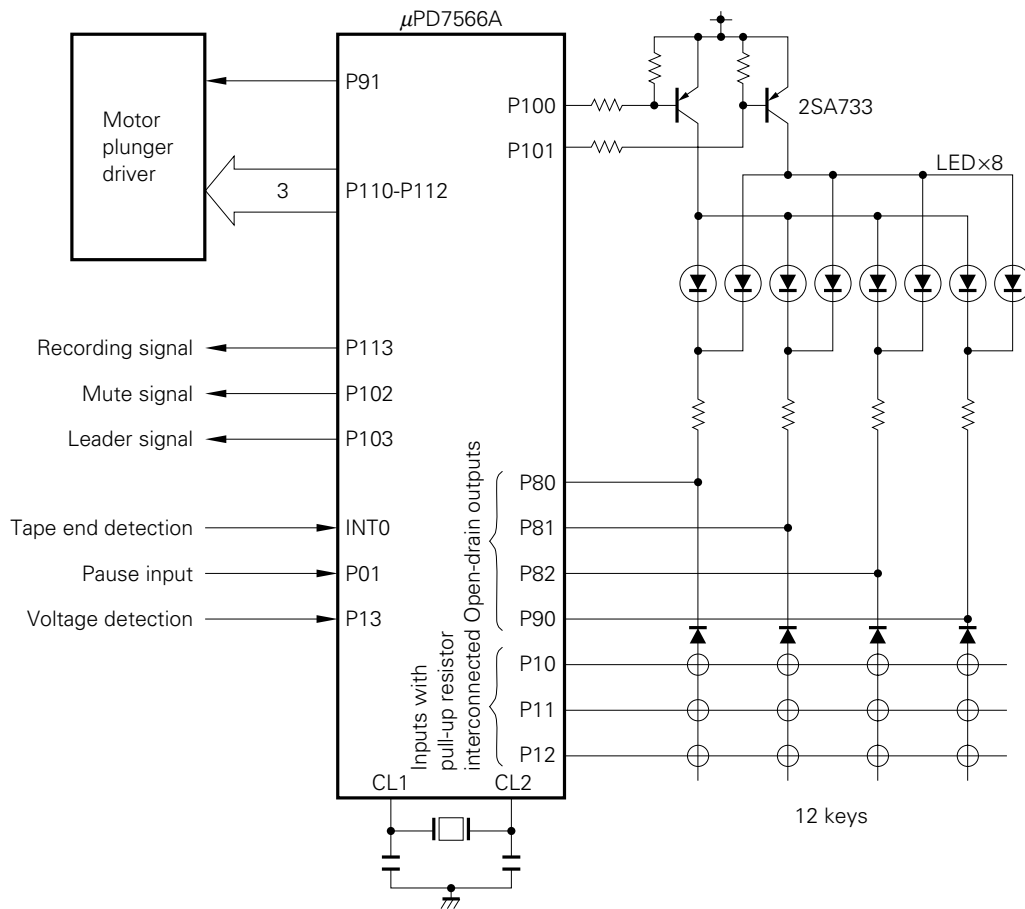 μPD7566A
Motor
plunger
driver
P91
3
P110-P112
P100
P101
2SA733
LED×8
Recording signal
P113
Mute signal
P102
Leader signal
P103
Tape end detection
INT0
Pause input
P01
Voltage detection
P13
Open-drain outputs
P80
P81
P82
P90
Inputs with
pull-up resistor
interconnected
P10
P11
P12
CL1
CL2
12 keys